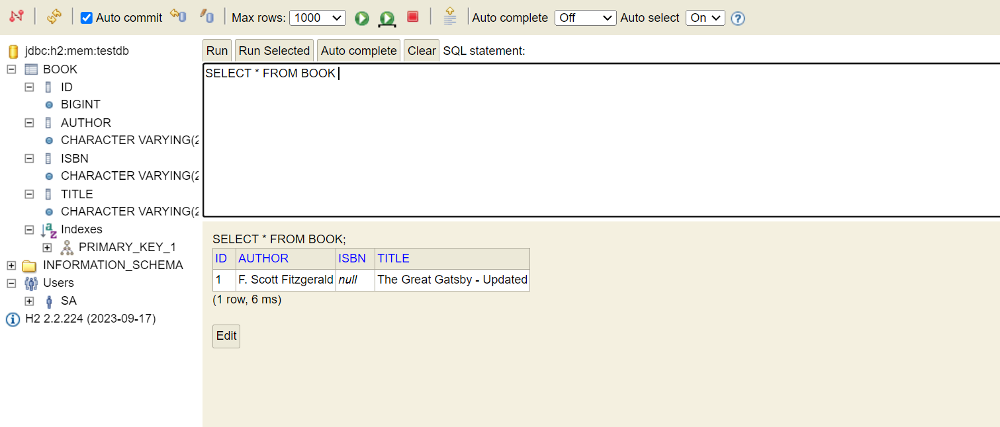 Auto commit Max rows: 1000 Auto complete Off Auto select On
jdbc:h2:mem:testdb
BOOK
ID
BIGINT
AUTHOR
CHARACTER VARYING(2
ISBN
CHARACTER VARYING(2
TITLE
CHARACTER VARYING(2
Indexes
PRIMARY_KEY_1
INFORMATION_SCHEMA
Users
SA
H2 2.2.224 (2023-09-17)
Run Run Selected Auto complete Clear SQL statement:
SELECT * FROM BOOK
SELECT * FROM BOOK;
ID AUTHOR ISBN TITLE
1 F. Scott Fitzgerald null The Great Gatsby - Updated
(1 row, 6 ms)
Edit